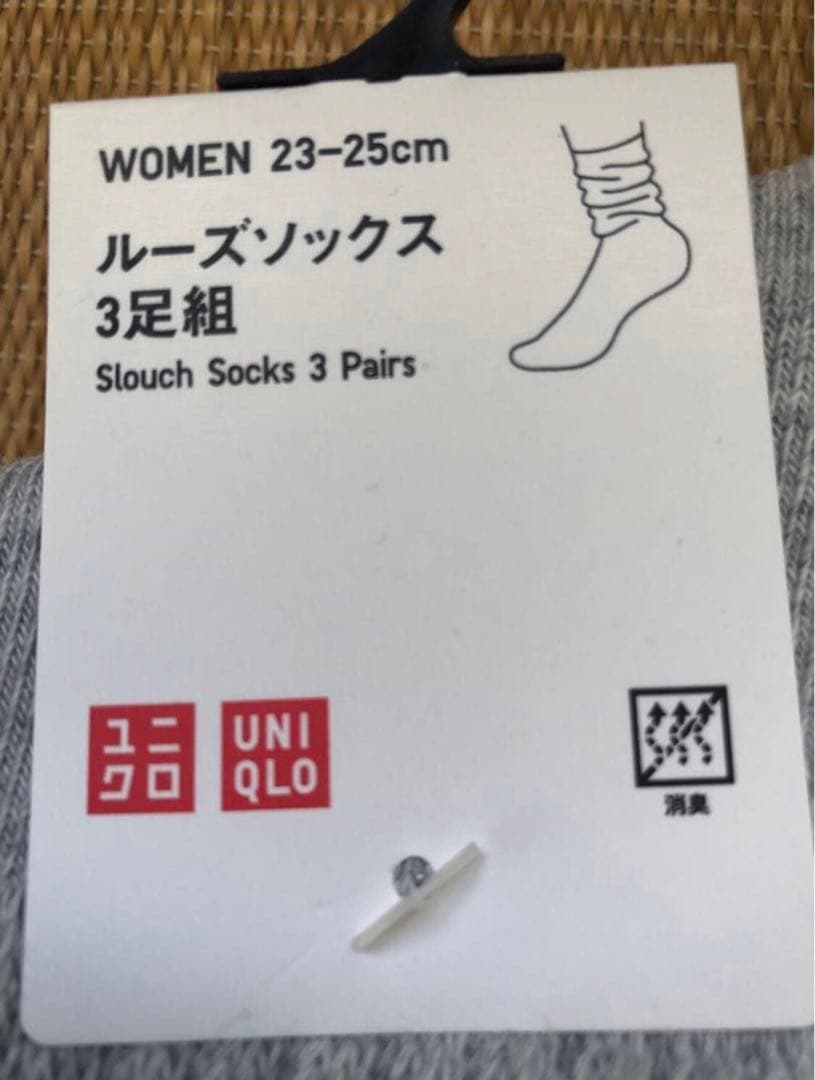 WOMEN 23-25cm
ルーズソックス
3足組
Slouch Socks 3 Pairs
ユニ
クロ
UNI
QLO
消臭